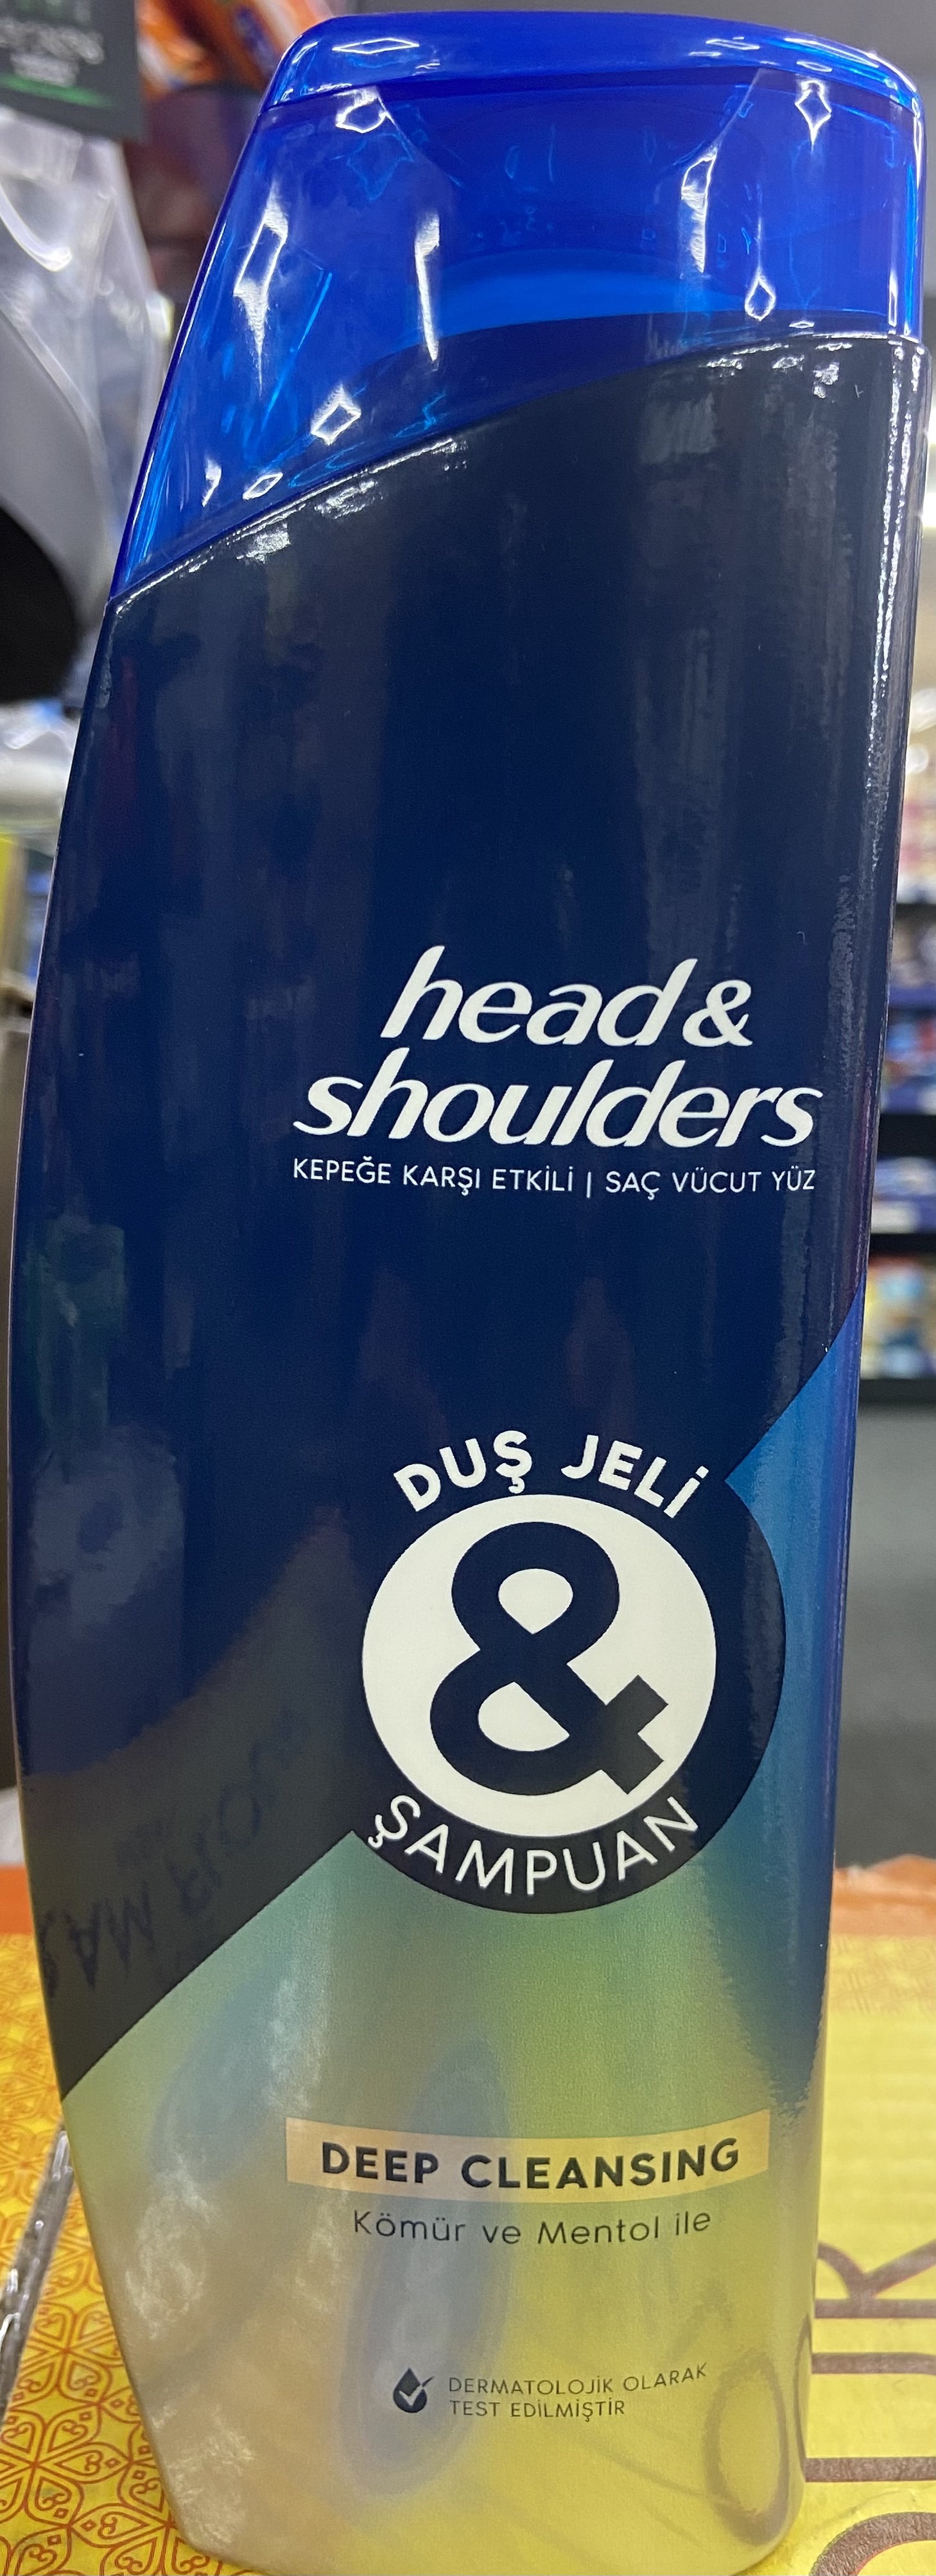 head &
shoulders
KEPEĞE KARŞI ETKİLİ | SAÇ VÜCUT YÜZ
DUŞ JELİ
&
ŞAMPUAN
DEEP CLEANSING
Kömür ve Mentol ile
DERMATOLOJİK OLARAK
TEST EDİLMİŞTİR